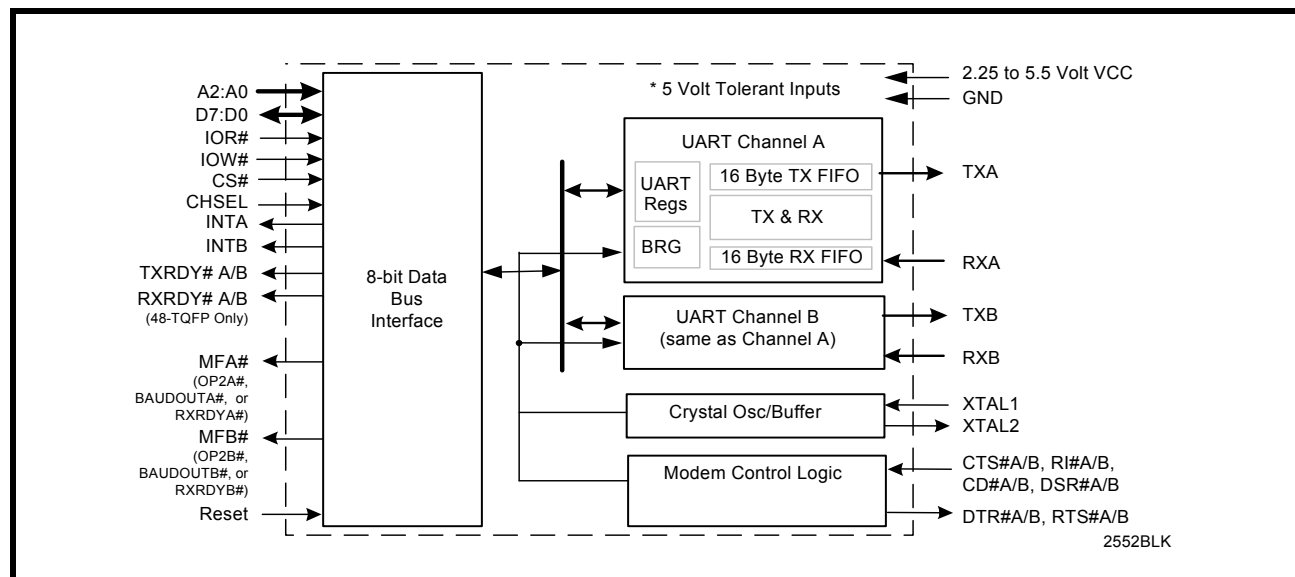 A2:A0
D7:D0
IOR#
IOW#
CS#
CHSEL
INTA
INTB
TXRDY# A/B
RXRDY# A/B
(48-TQFP Only)
MFA#
(OP2A#,
BAUDOUTA#, or
RXRDYA#)
MFB#
(OP2B#,
BAUDOUTB#, or
RXRDYB#)
Reset
8-bit Data
Bus
Interface
* 5 Volt Tolerant Inputs
UART Channel A
UART
Regs
BRG
16 Byte TX FIFO
TX & RX
16 Byte RX FIFO
UART Channel B
(same as Channel A)
Crystal Osc/Buffer
Modem Control Logic
2.25 to 5.5 Volt VCC
GND
TXA
RXA
TXB
RXB
XTAL1
XTAL2
CTS#A/B, RI#A/B,
CD#A/B, DSR#A/B
DTR#A/B, RTS#A/B
2552BLK